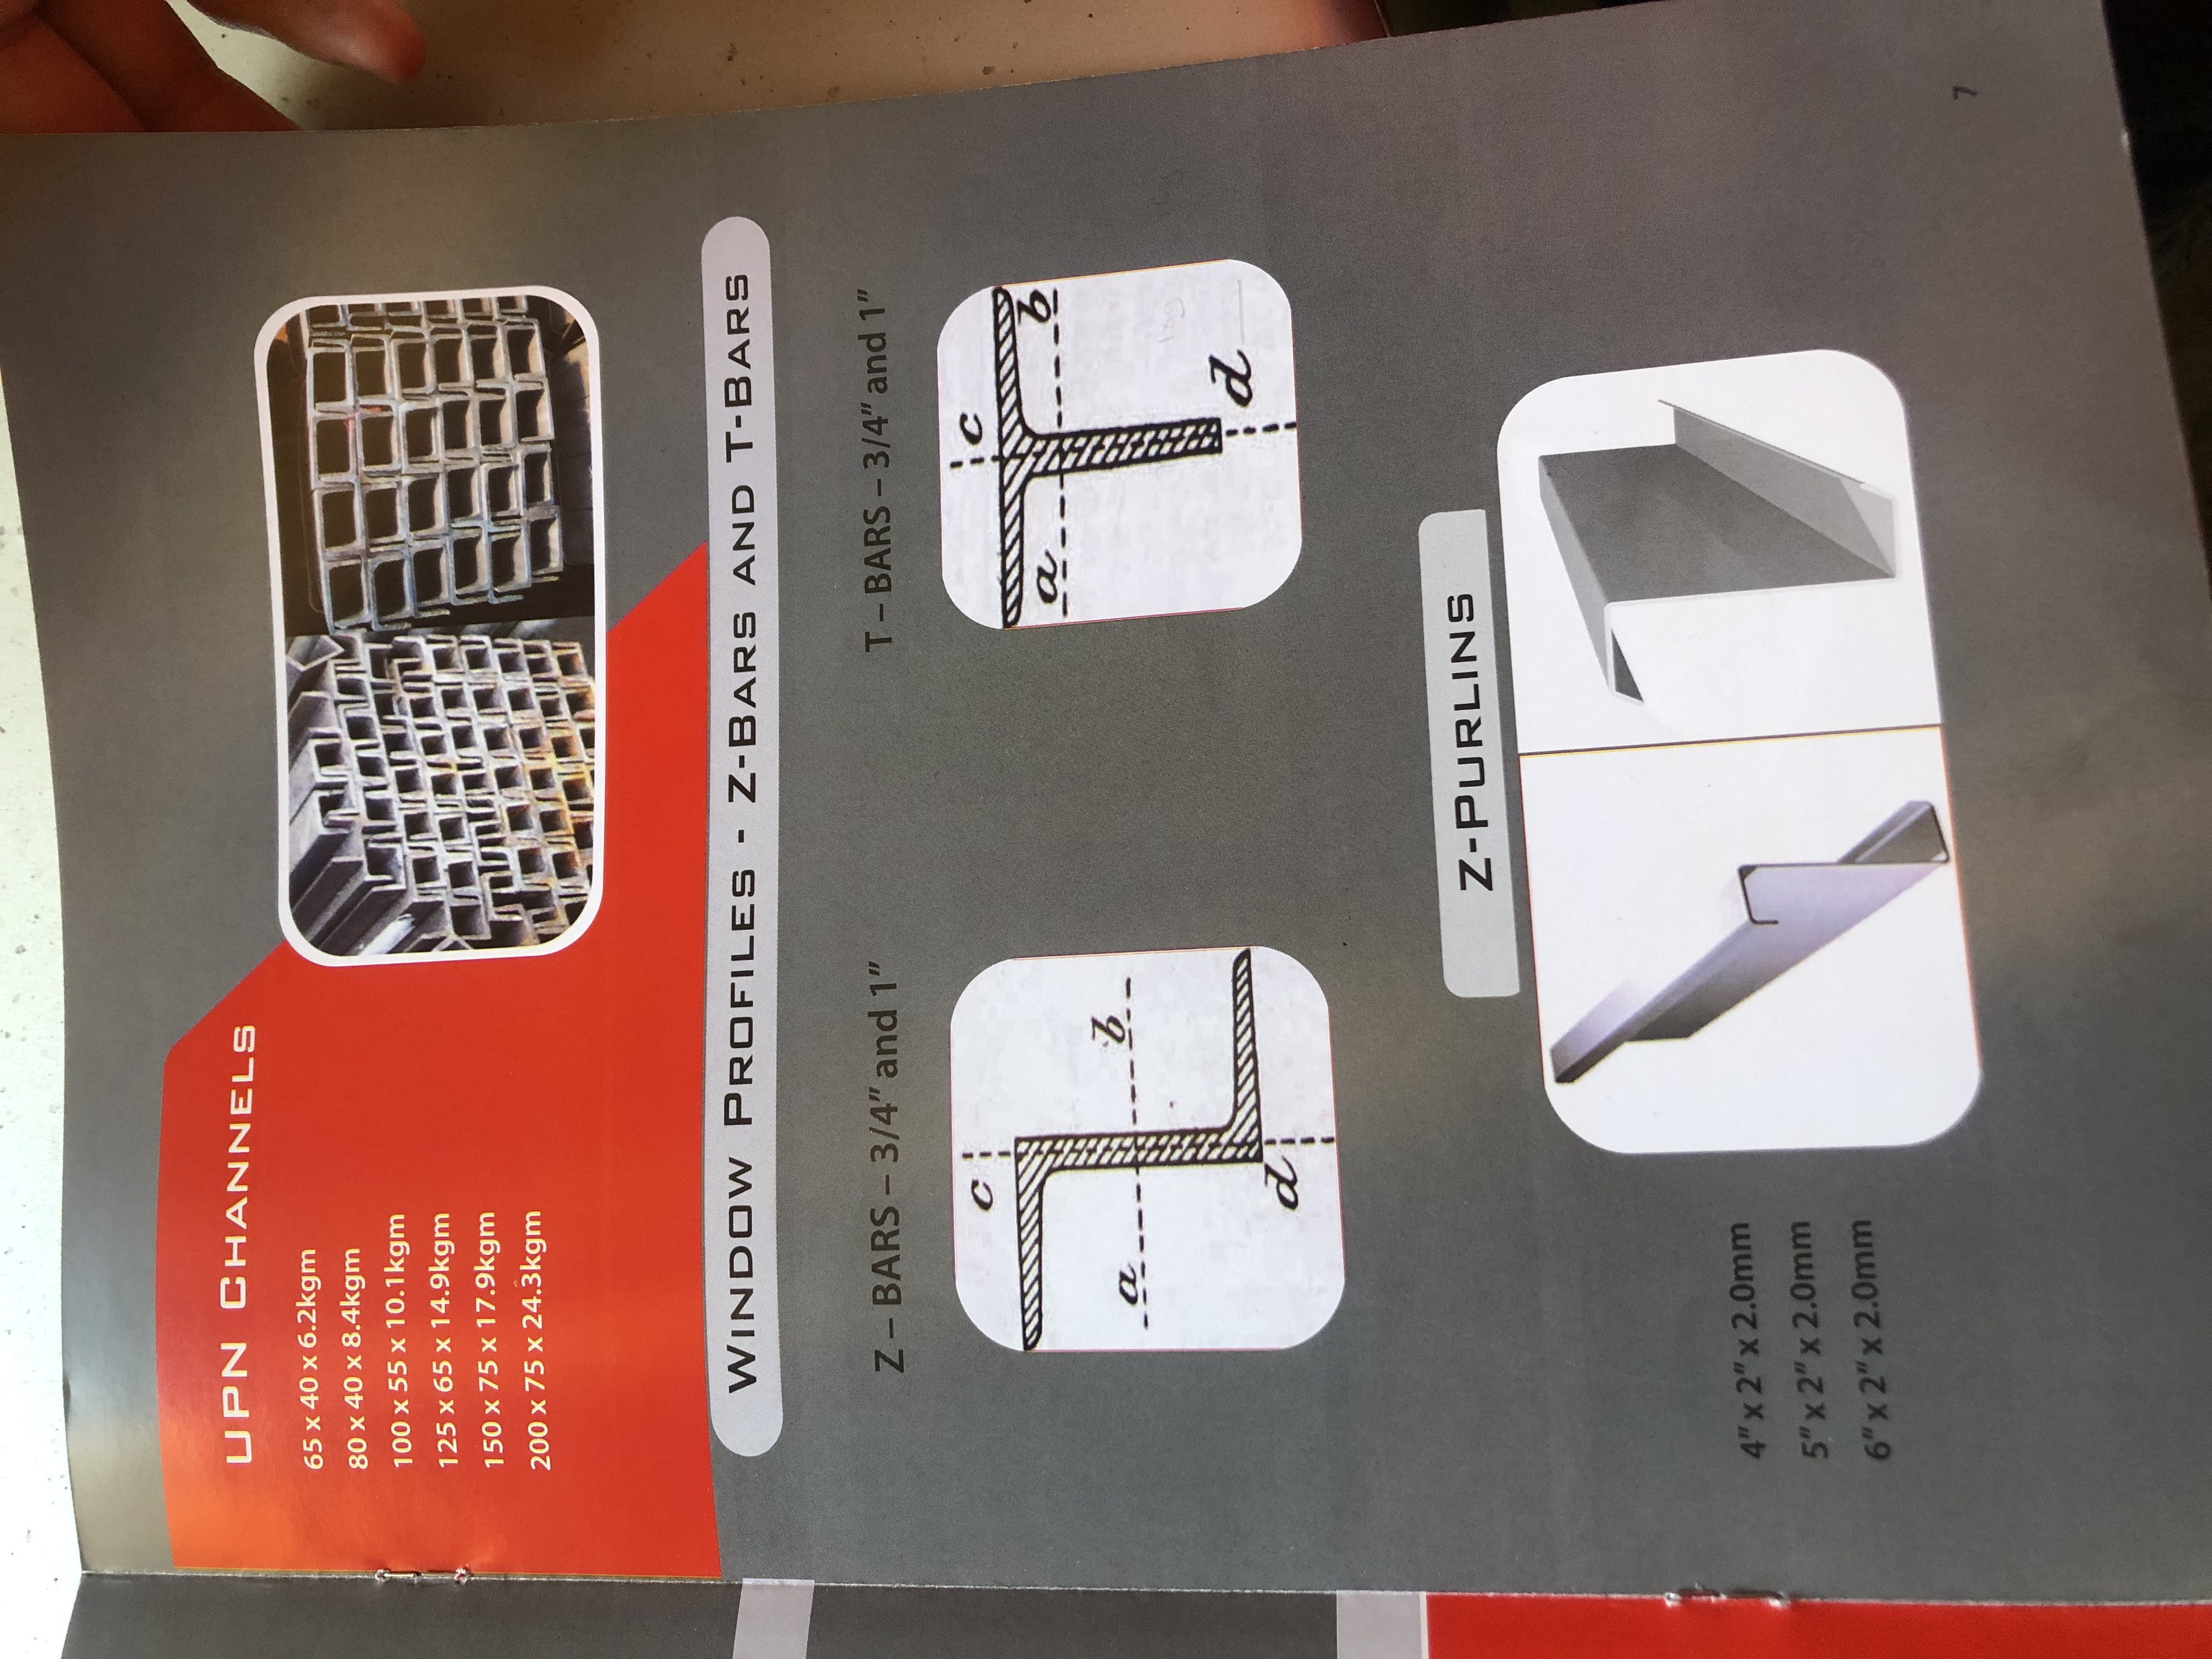 UPN CHANNELS
65 x 40 x 6.2kgm
80 x 40 x 8.4kgm
100 x 55 x 10.1kgm
125 x 65 x 14.9kgm
150 x 75 x 17.9kgm
200 x 75 x 24.3kgm
WINDOW PROFILES - Z-BARS AND T-BARS
Z – BARS – 3/4” and 1”
T – BARS – 3/4” and 1”
c
a
b
d
c
a
b
d
Z-PURLINS
4” x 2” x 2.0mm
5” x 2” x 2.0mm
6” x 2” x 2.0mm
7